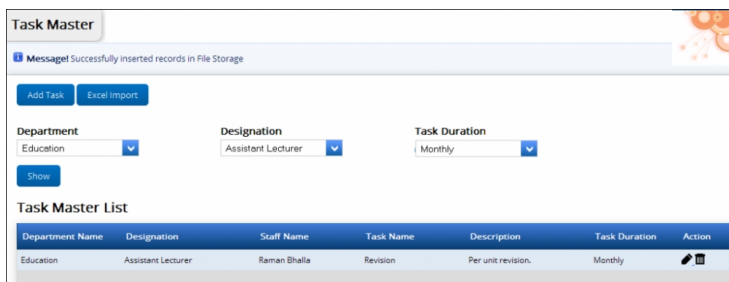 Task Master
Message! Successfully inserted records in File Storage
Add Task Excel Import
Department Designation Task Duration
Education Assistant Lecturer Monthly
Show
Task Master List
Department Name Designation Staff Name Task Name Description Task Duration Action
Education Assistant Lecturer Raman Bhalla Revision Per unit revision. Monthly